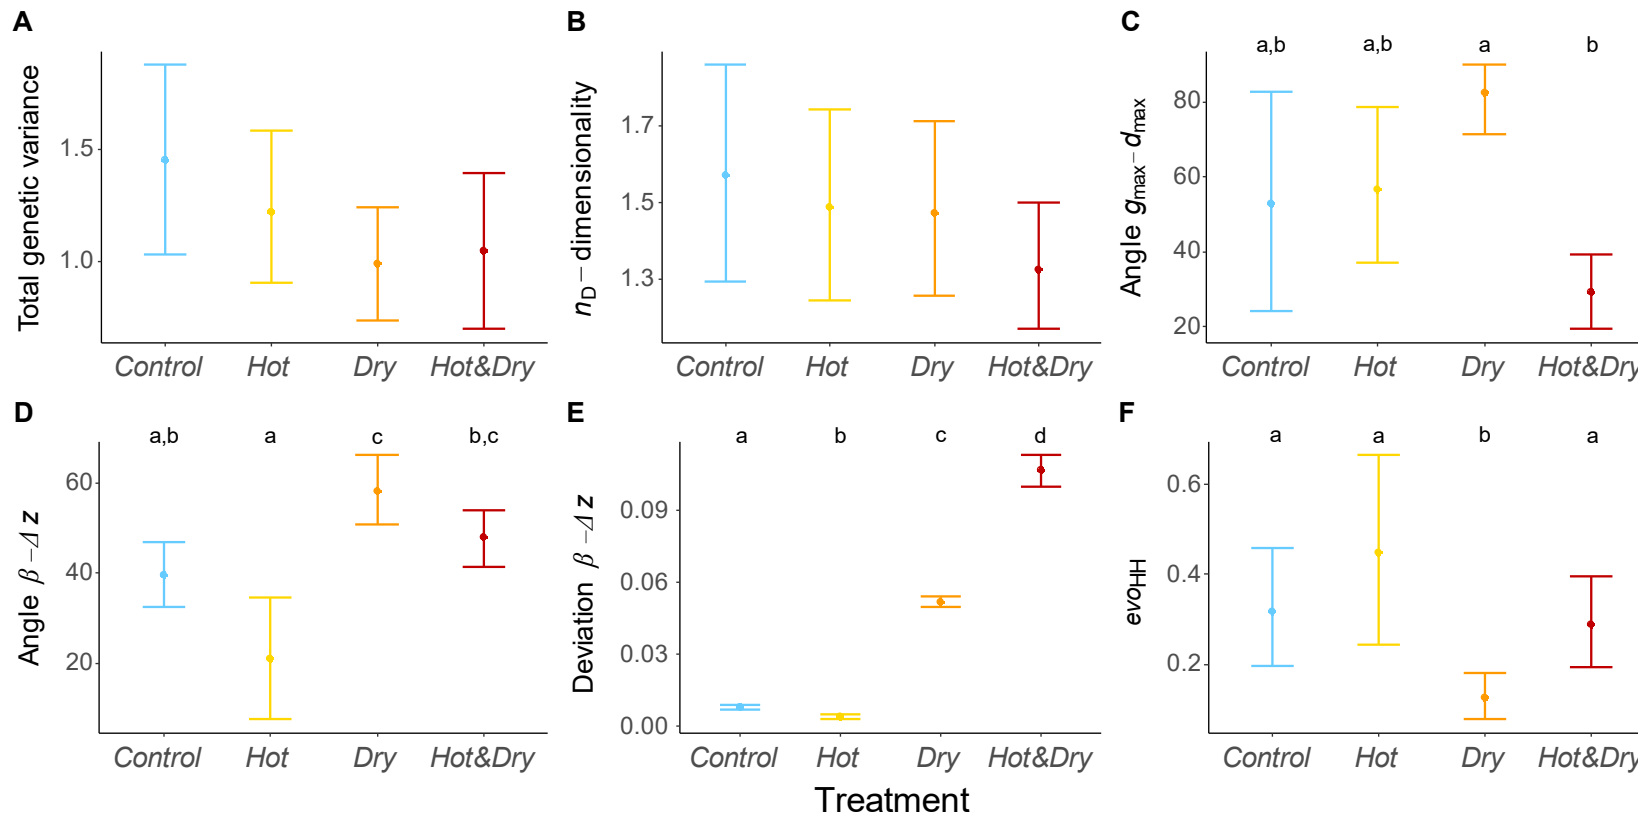 A
Total genetic variance
1.5
1.0
Control Hot Dry Hot&Dry
B
nD−dimensionality
1.7
1.5
1.3
Control Hot Dry Hot&Dry
C
a,b a,b a b
Angle gmax−dmax
80
60
40
20
Control Hot Dry Hot&Dry
D
a,b a c b,c
Angle β−Δz
60
40
20
Control Hot Dry Hot&Dry
E
a b c d
Deviation β−Δz
0.09
0.06
0.03
0.00
Control Hot Dry Hot&Dry
F
a a b a
evoHH
0.6
0.4
0.2
Control Hot Dry Hot&Dry
Treatment